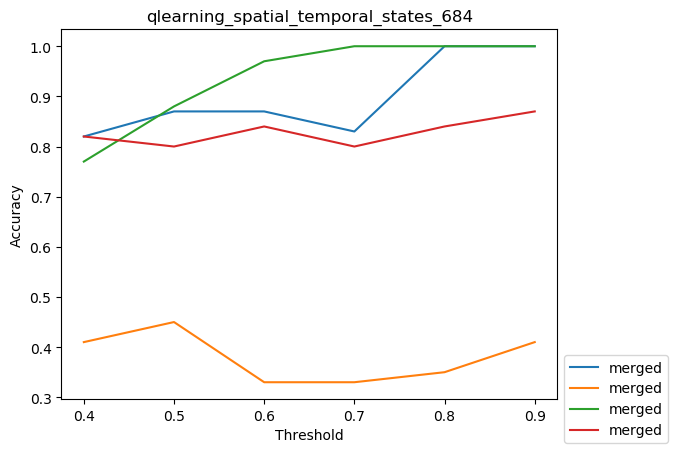 qlearning_spatial_temporal_states_684
1.0
0.9
0.8
0.7
0.6
0.5
0.4
0.3
Accuracy
0.4 0.5 0.6 0.7 0.8 0.9
Threshold
merged
merged
merged
merged